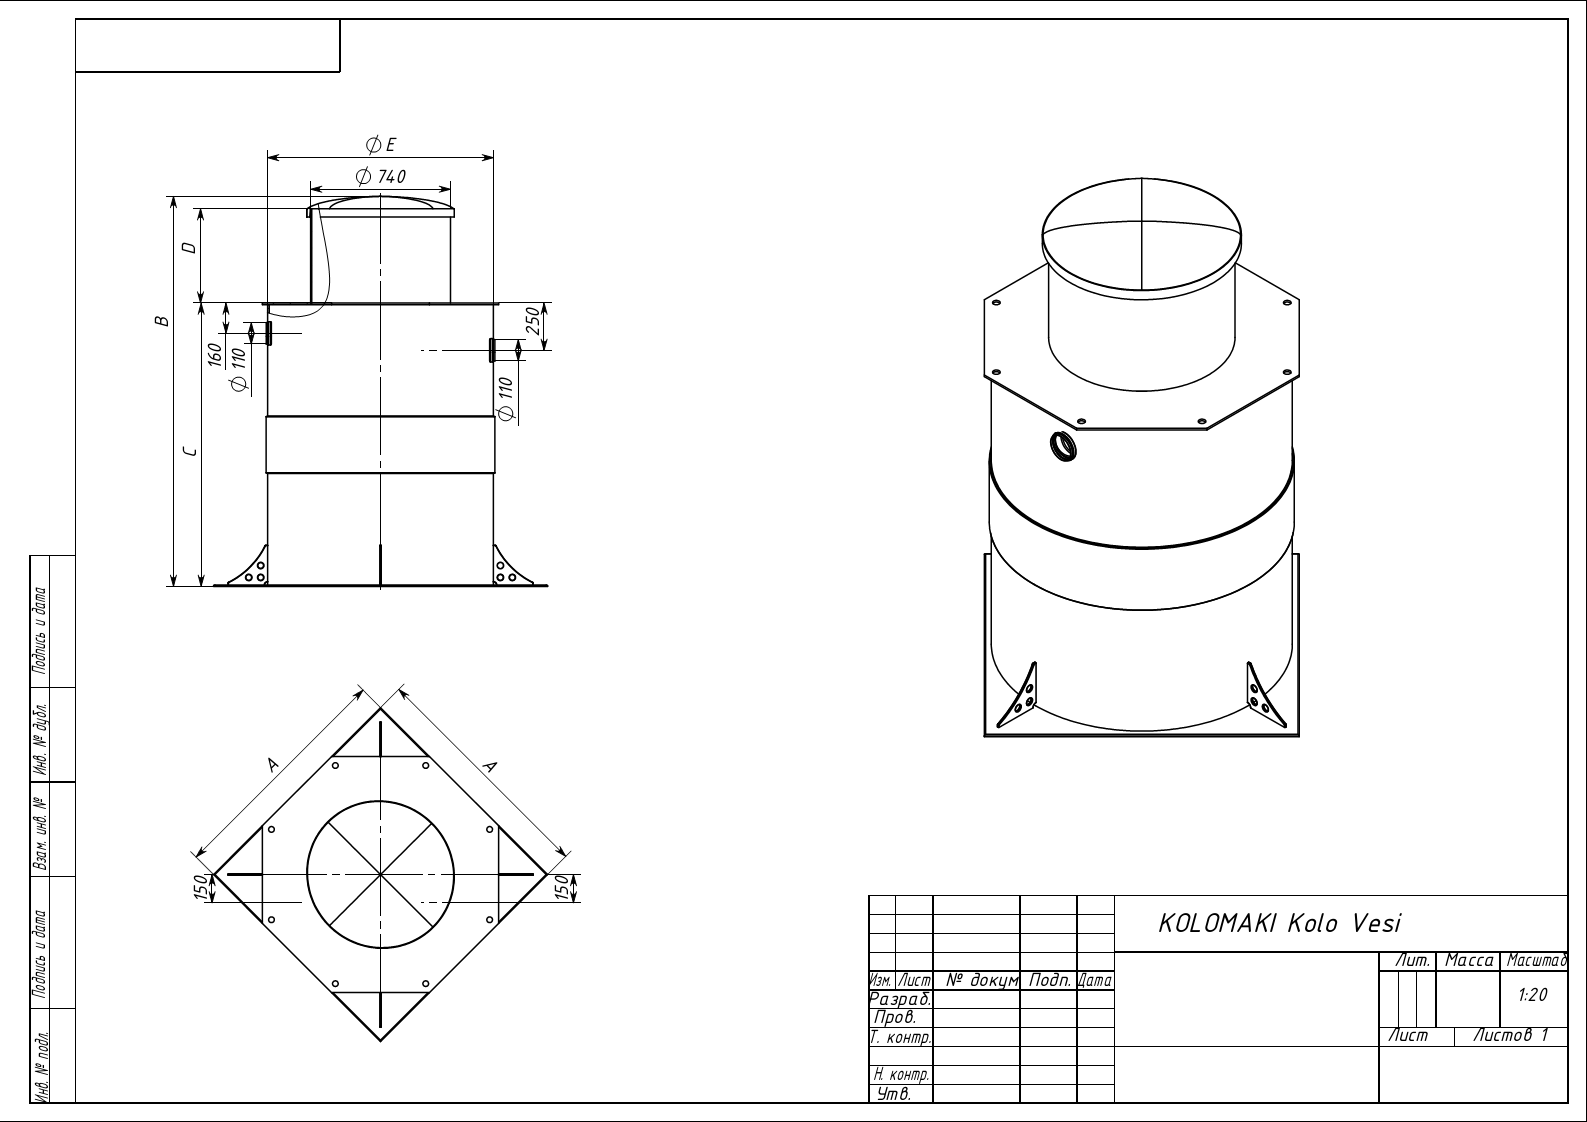 ⌀ E
⌀ 740
D
B
160
⌀ 110
250
⌀ 110
C
A
A
150
150
Подпись и дата
Инв. № дубл.
Взам. инв. №
Подпись и дата
Инв. № подл.
KOLOMAKI Kolo Vesi
Изм. Лист № докум Подп. Дата
Разраб.
Пров.
Т. контр.
Н. контр.
Утв.
Лит. Масса Масштаб
1:20
Лист Листов 1